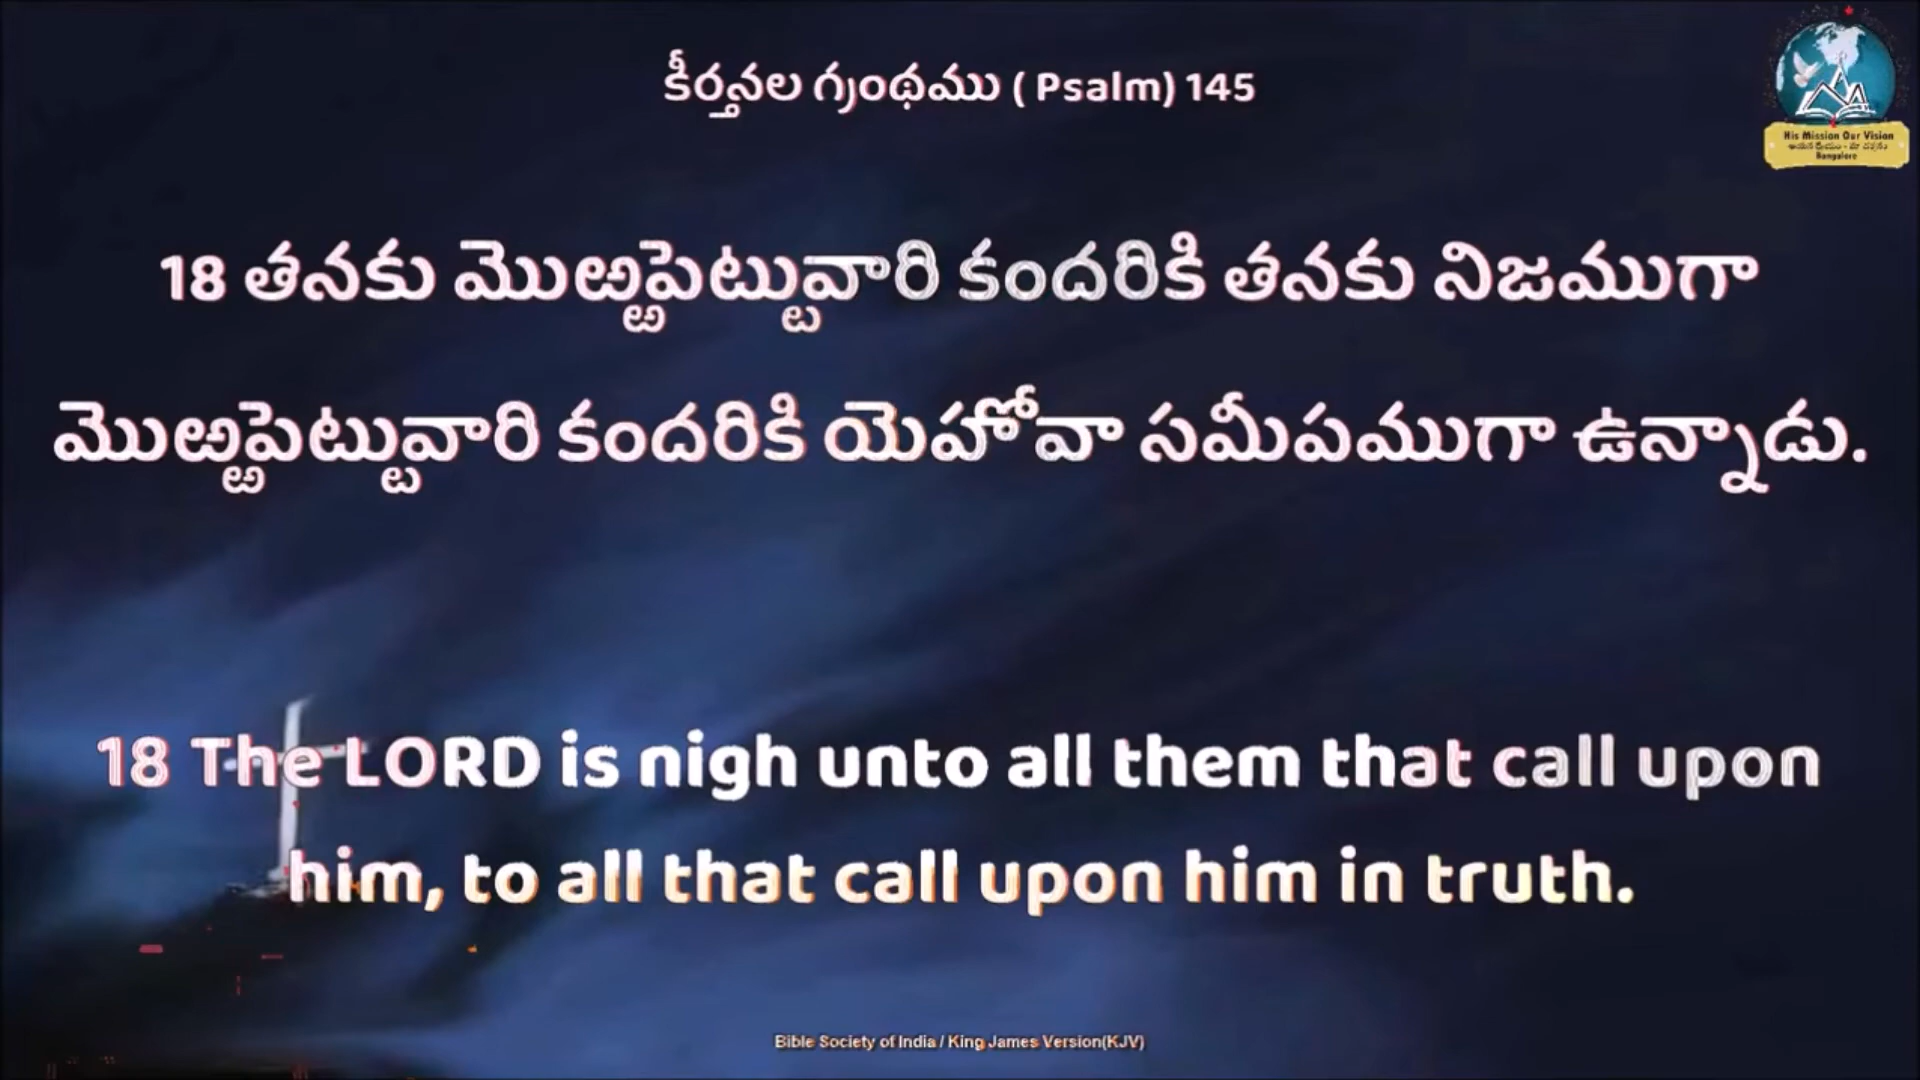 కీర్తనల గ్రంథము ( Psalm) 145
His Mission Our Vision
Bangalore
18 తనకు మొఱ్ఱపెట్టువారి కందరికి తనకు నిజముగా
మొఱ్ఱపెట్టువారి కందరికి యెహోవా సమీపముగా ఉన్నాడు.
18 The LORD is nigh unto all them that call upon
him, to all that call upon him in truth.
Bible Society of India / King James Version(KJV)